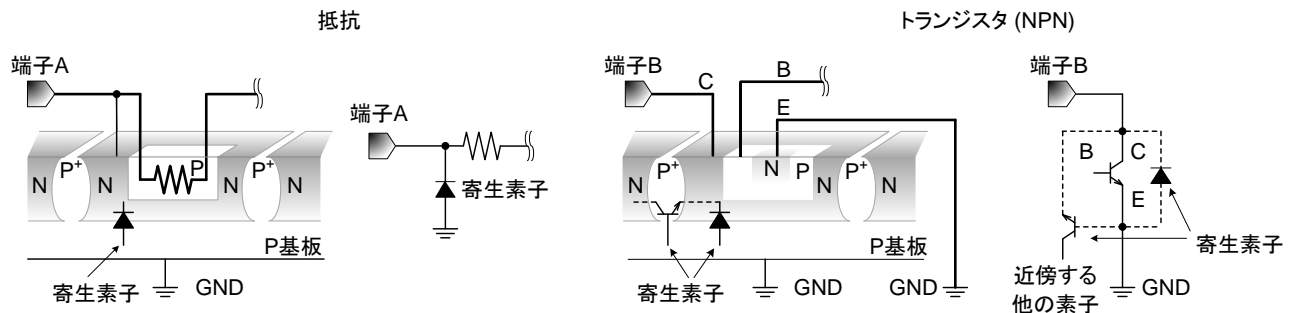 抵抗
トランジスタ (NPN)
端子A
端子A
N
P+
N
P
N
P+
N
寄生素子
P基板
寄生素子
GND
端子B
C
B
E
N
P+
N
P
N
P+
N
P基板
寄生素子
GND
GND
端子B
B
C
E
寄生素子
近傍する
他の素子
GND